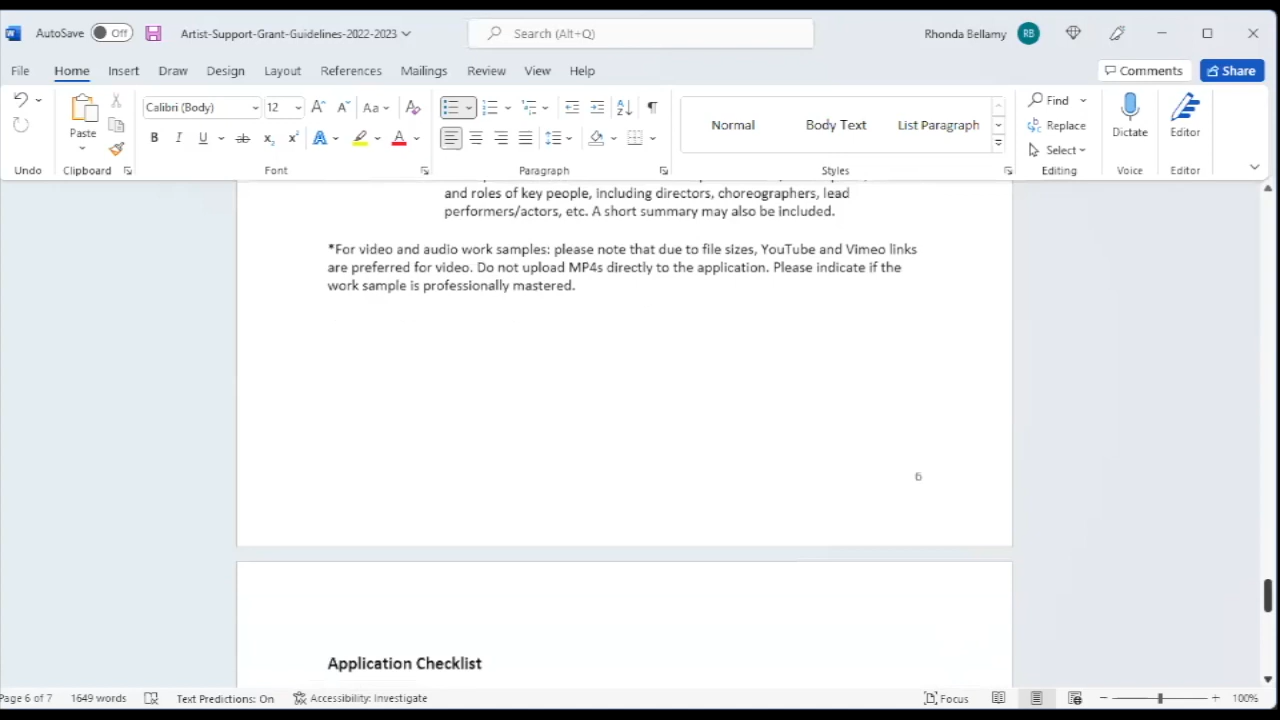 AutoSave Off Artist-Support-Grant-Guidelines-2022-2023 Search (Alt+Q) Rhonda Bellamy RB
File Home Insert Draw Design Layout References Mailings Review View Help Comments Share
Calibri (Body) 12 Aa
Paste
Normal Body Text List Paragraph
Find
Replace
Select
Dictate
Editor
Undo Clipboard Font Paragraph Styles Editing Voice Editor
and roles of key people, including directors, choreographers, lead
performers/actors, etc. A short summary may also be included.
*For video and audio work samples: please note that due to file sizes, YouTube and Vimeo links
are preferred for video. Do not upload MP4s directly to the application. Please indicate if the
work sample is professionally mastered.
6
Application Checklist
Page 6 of 7 1649 words Text Predictions: On Accessibility: Investigate Focus 100%